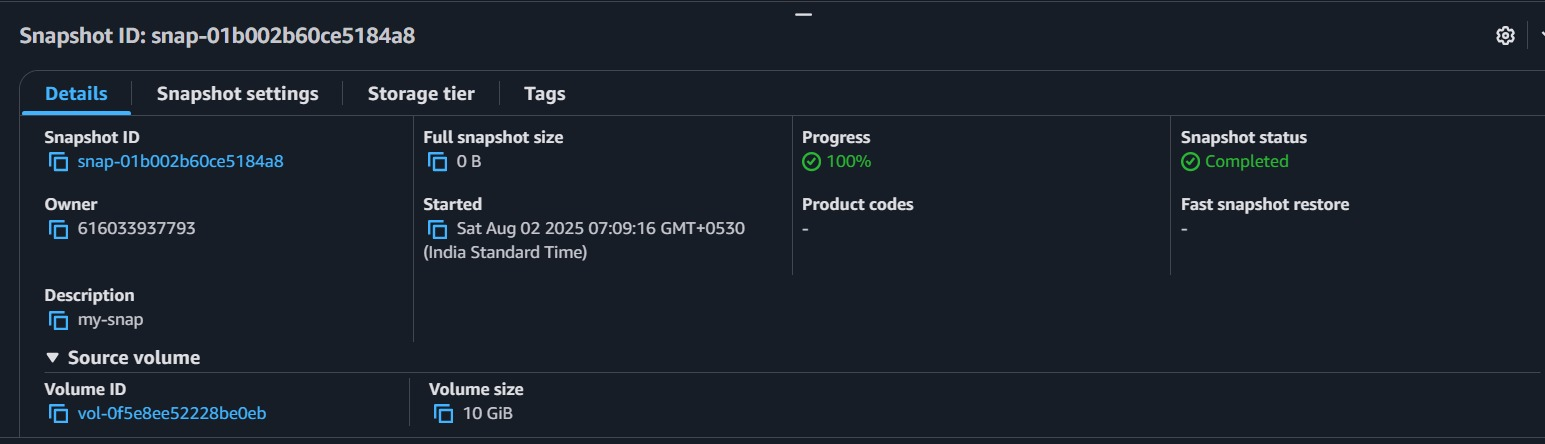 Snapshot ID: snap-01b002b60ce5184a8
Details
Snapshot settings
Storage tier
Tags
Snapshot ID
snap-01b002b60ce5184a8
Full snapshot size
0 B
Progress
100%
Snapshot status
Completed
Owner
616033937793
Started
Sat Aug 02 2025 07:09:16 GMT+0530
(India Standard Time)
Product codes
-
Fast snapshot restore
-
Description
my-snap
Source volume
Volume ID
vol-0f5e8ee52228be0eb
Volume size
10 GiB